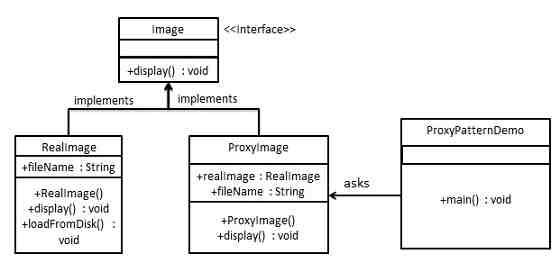 Image
<<Interface>>
+display() : void
implements
implements
RealImage
+fileName : String
+RealImage()
+display() : void
+loadFromDisk() :
void
ProxyImage
+realimage : RealImage
+fileName : String
+ProxyImage()
+display() : void
asks
ProxyPatternDemo
+main() : void